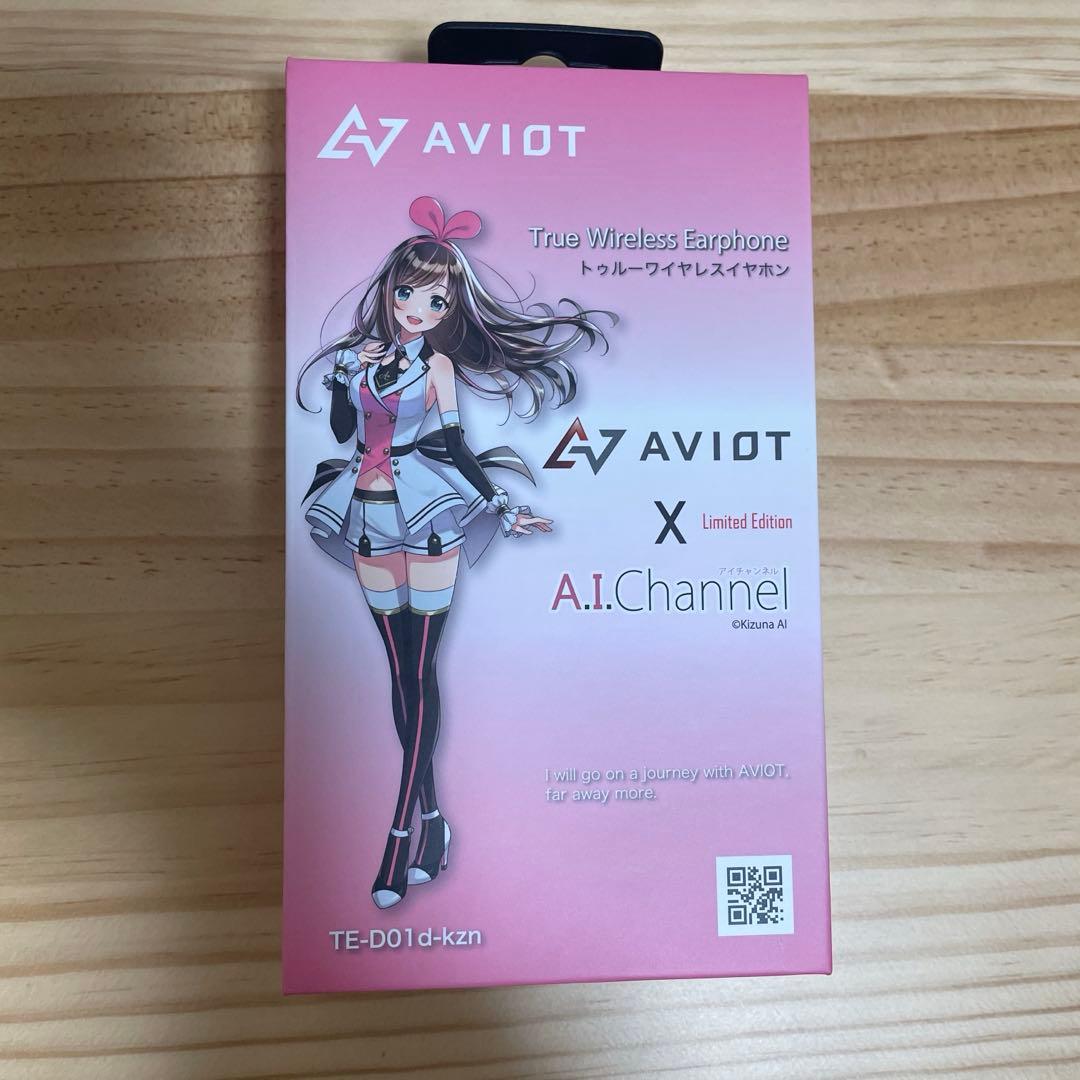 AVIOT
True Wireless Earphone
トゥルーワイヤレスイヤホン
AVIOT
X Limited Edition
アイチャンネル
A.I.Channel
©Kizuna AI
I will go on a journey with AVIOT,
far away more.
TE-D01d-kzn